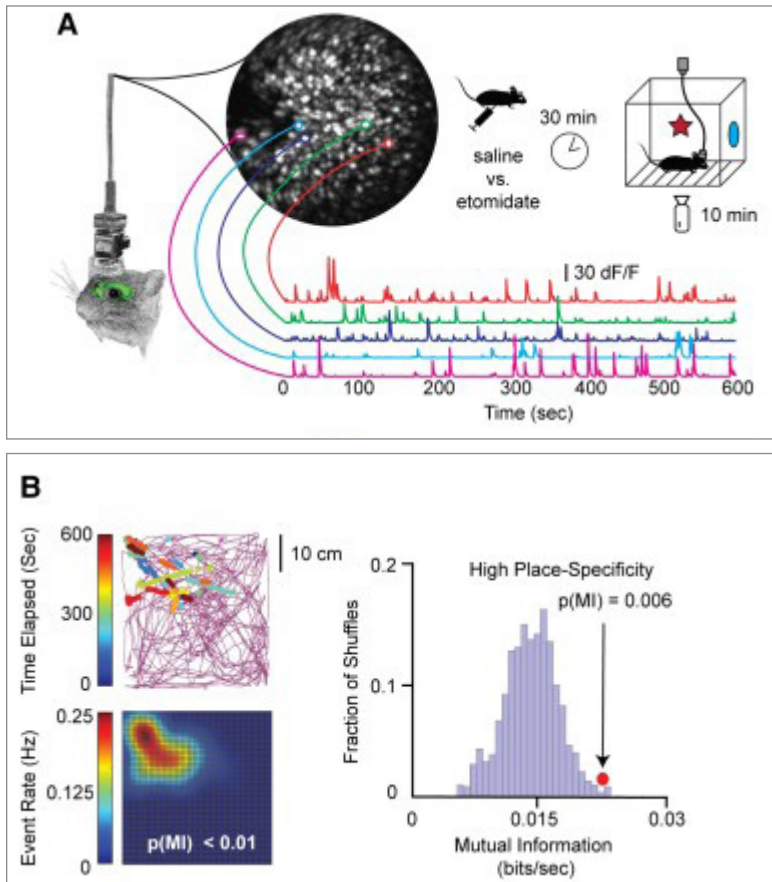 A
saline
vs.
etomidate
30 min
10 min
30 dF/F
0 100 200 300 400 500 600
Time (sec)
B
Time Elapsed (Sec)
600
300
0
10 cm
Event Rate (Hz)
0.25
0.125
0
p(MI) < 0.01
High Place-Specificity
p(MI) = 0.006
Fraction of Shuffles
0.2
0.1
0
0 0.015 0.03
Mutual Information
(bits/sec)